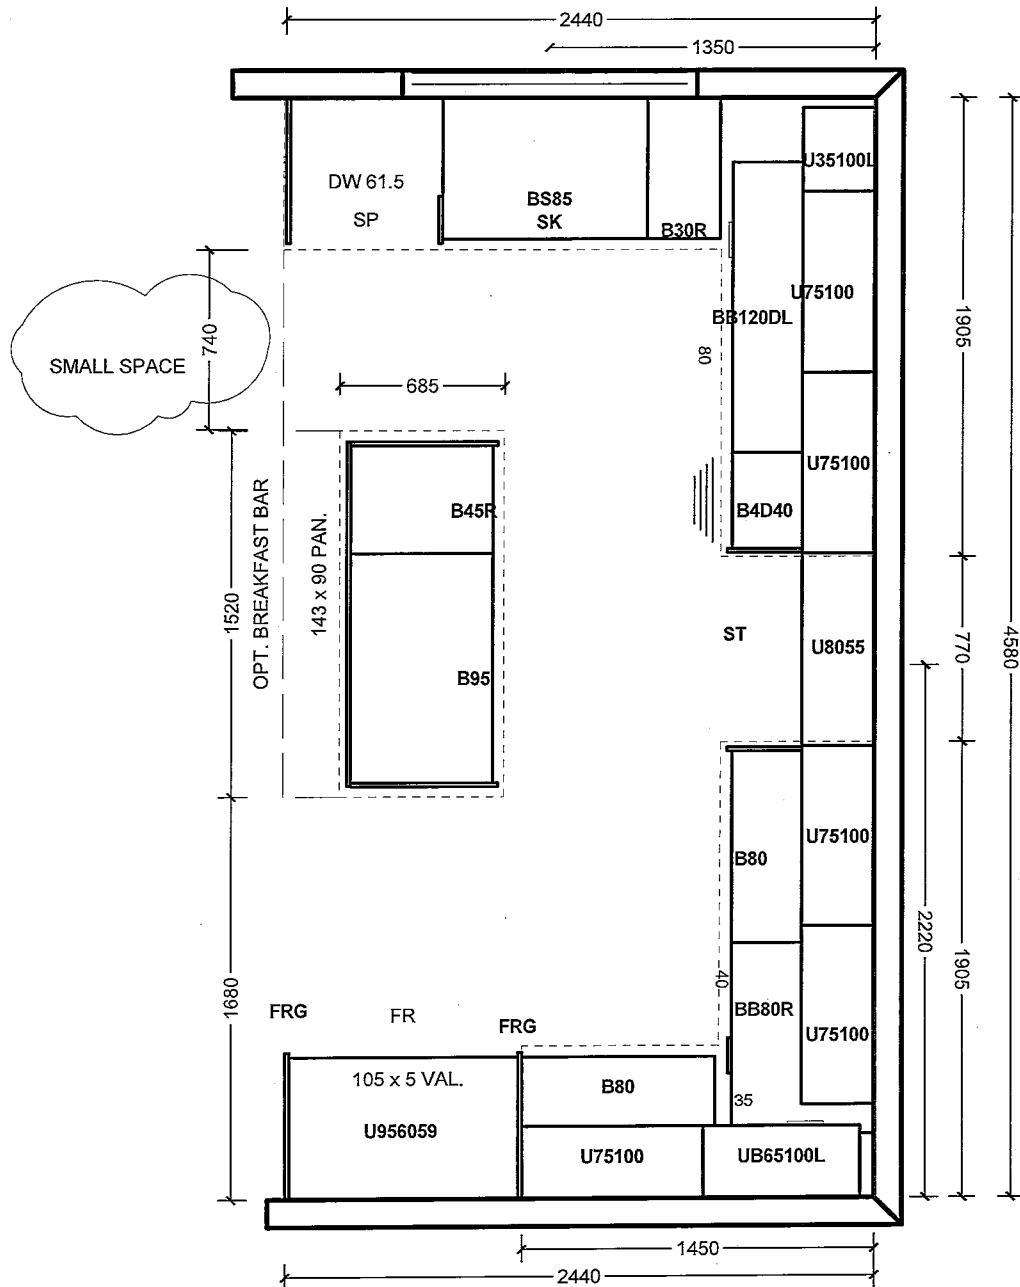 2440
1350
DW 61.5
SP
BS85
SK
B30R
U35100L
U75100
BB120DL
80
740
SMALL SPACE
685
1905
4580
U75100
B4D40
B45R
OPT. BREAKFAST BAR
143 x 90 PAN.
1520
ST
U8055
770
B95
U75100
B80
2220
1905
40
BB80R
U75100
1680
FRG
FR
FRG
105 x 5 VAL.
B80
35
U956059
U75100
UB65100L
1450
2440